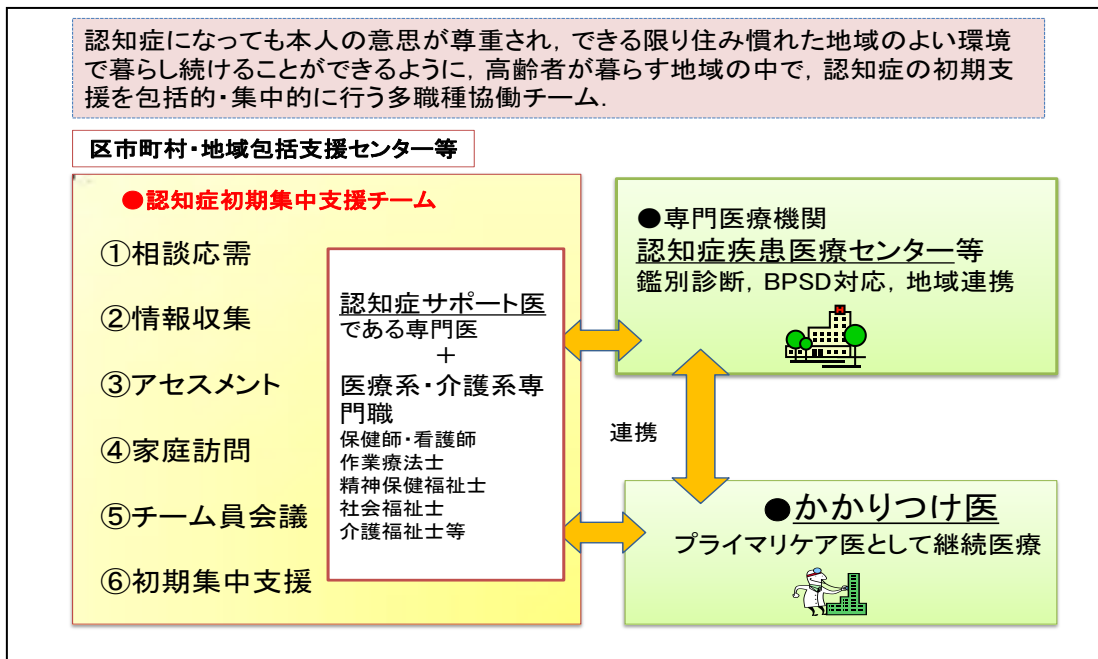 認知症になっても本人の意思が尊重され，できる限り住み慣れた地域のよい環境
で暮らし続けることができるように，高齢者が暮らす地域の中で，認知症の初期支
援を包括的・集中的に行う多職種協働チーム．
区市町村・地域包括支援センター等
●認知症初期集中支援チーム
①相談応需
②情報収集
③アセスメント
④家庭訪問
⑤チーム員会議
⑥初期集中支援
認知症サポート医
である専門医
＋
医療系・介護系専
門職
保健師・看護師
作業療法士
精神保健福祉士
社会福祉士
介護福祉士等
●専門医療機関
認知症疾患医療センター等
鑑別診断，BPSD対応，地域連携
連携
●かかりつけ医
プライマリケア医として継続医療